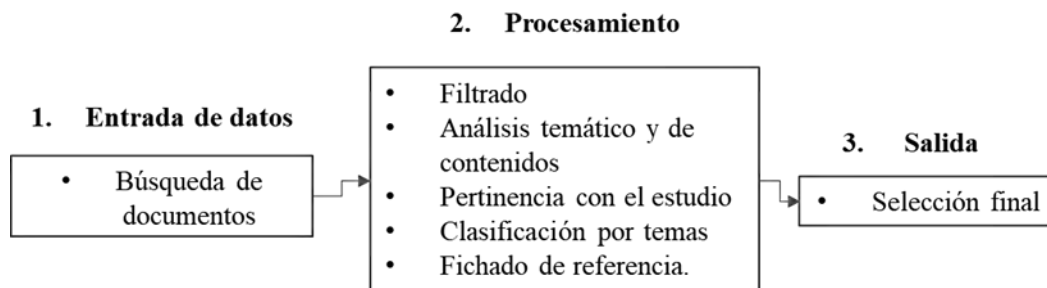 1. Entrada de datos
• Búsqueda de
documentos
2. Procesamiento
• Filtrado
• Análisis temático y de
contenidos
• Pertinencia con el estudio
• Clasificación por temas
• Fichado de referencia.
3. Salida
• Selección final